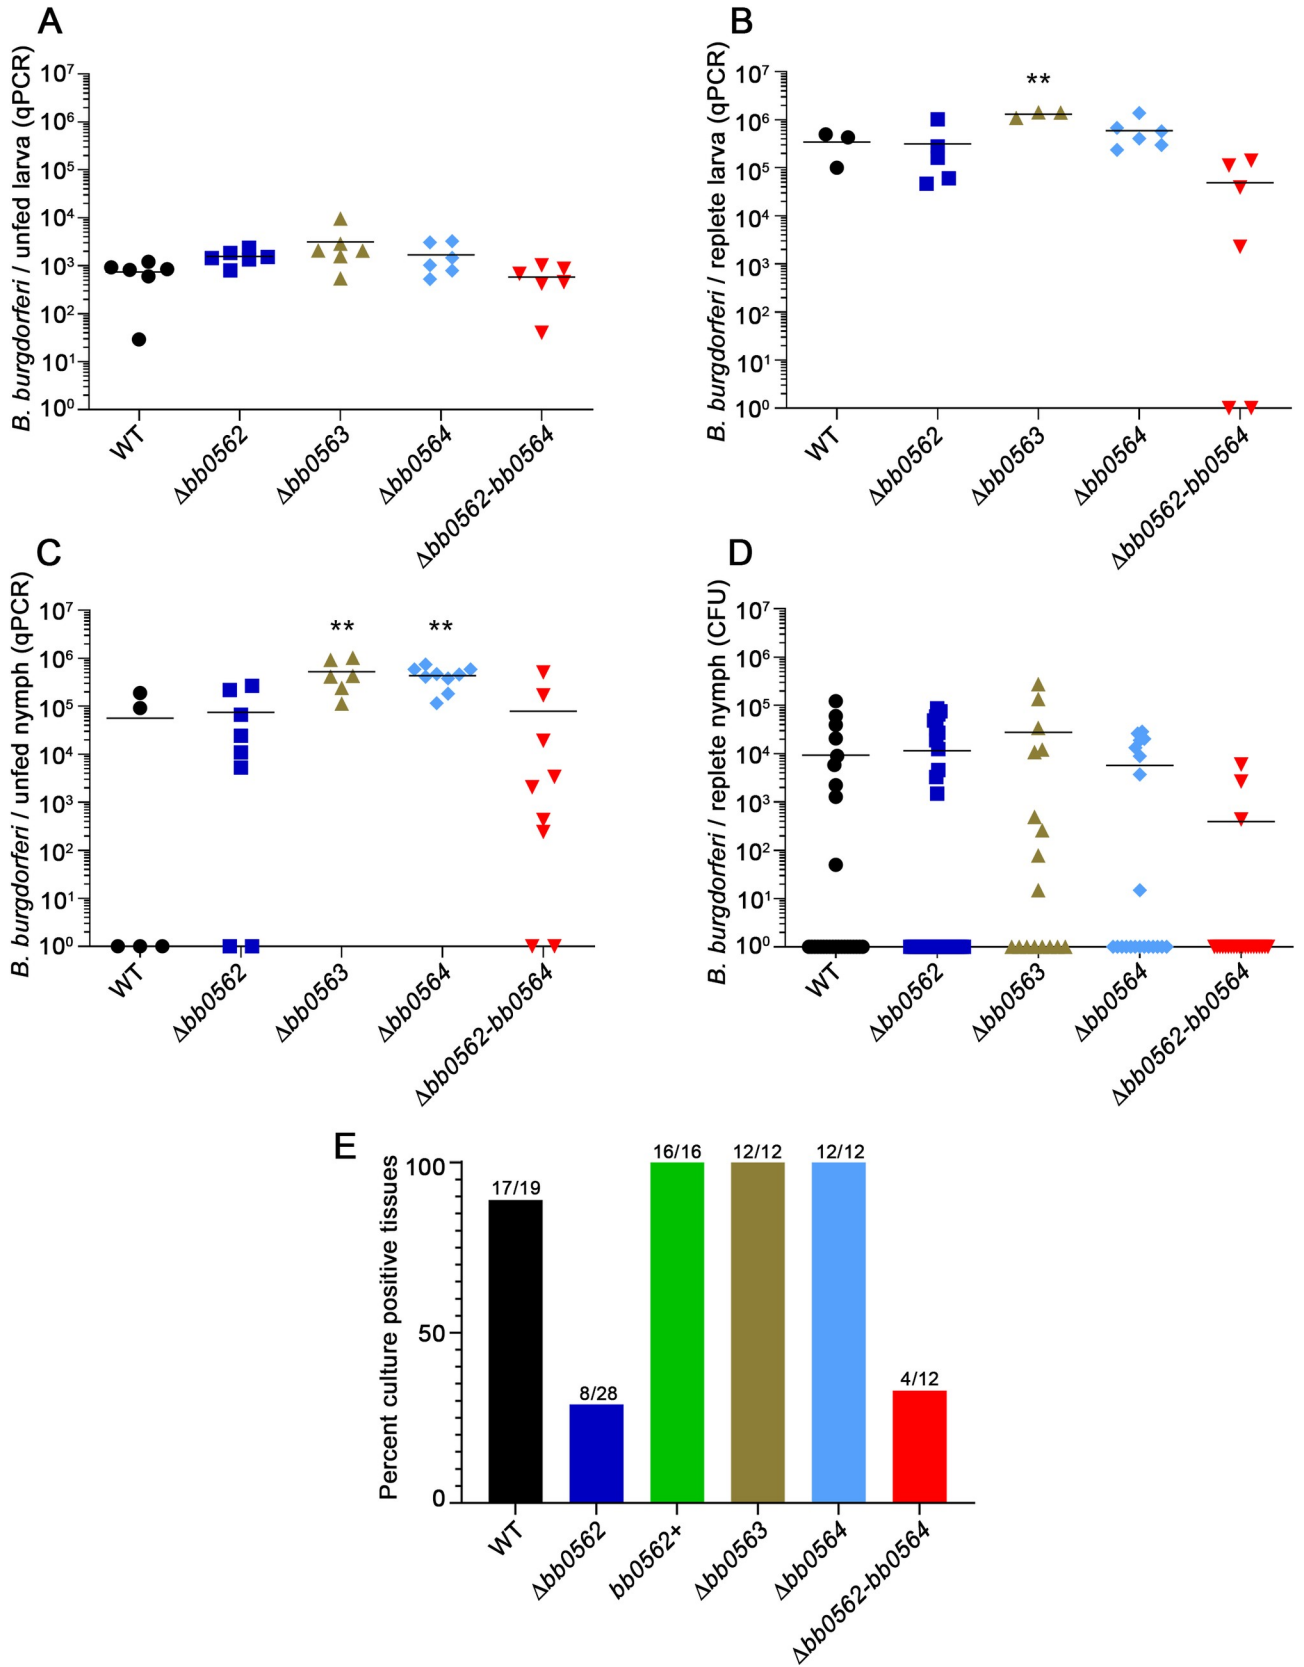 A
B. burgdorferi / unfed larva (qPCR)
10⁷
10⁶
10⁵
10⁴
10³
10²
10¹
10⁰
WT
Δbb0562
Δbb0563
Δbb0564
Δbb0562-bb0564
B
B. burgdorferi / replete larva (qPCR)
10⁷
10⁶
10⁵
10⁴
10³
10²
10¹
10⁰
**
WT
Δbb0562
Δbb0563
Δbb0564
Δbb0562-bb0564
C
B. burgdorferi / unfed nymph (qPCR)
10⁷
10⁶
10⁵
10⁴
10³
10²
10¹
10⁰
** **
WT
Δbb0562
Δbb0563
Δbb0564
Δbb0562-bb0564
D
B. burgdorferi / replete nymph (CFU)
10⁷
10⁶
10⁵
10⁴
10³
10²
10¹
10⁰
WT
Δbb0562
Δbb0563
Δbb0564
Δbb0562-bb0564
E
Percent culture positive tissues
100
50
0
17/19
8/28
16/16
12/12
12/12
4/12
WT
Δbb0562
bb0562+
Δbb0563
Δbb0564
Δbb0562-bb0564